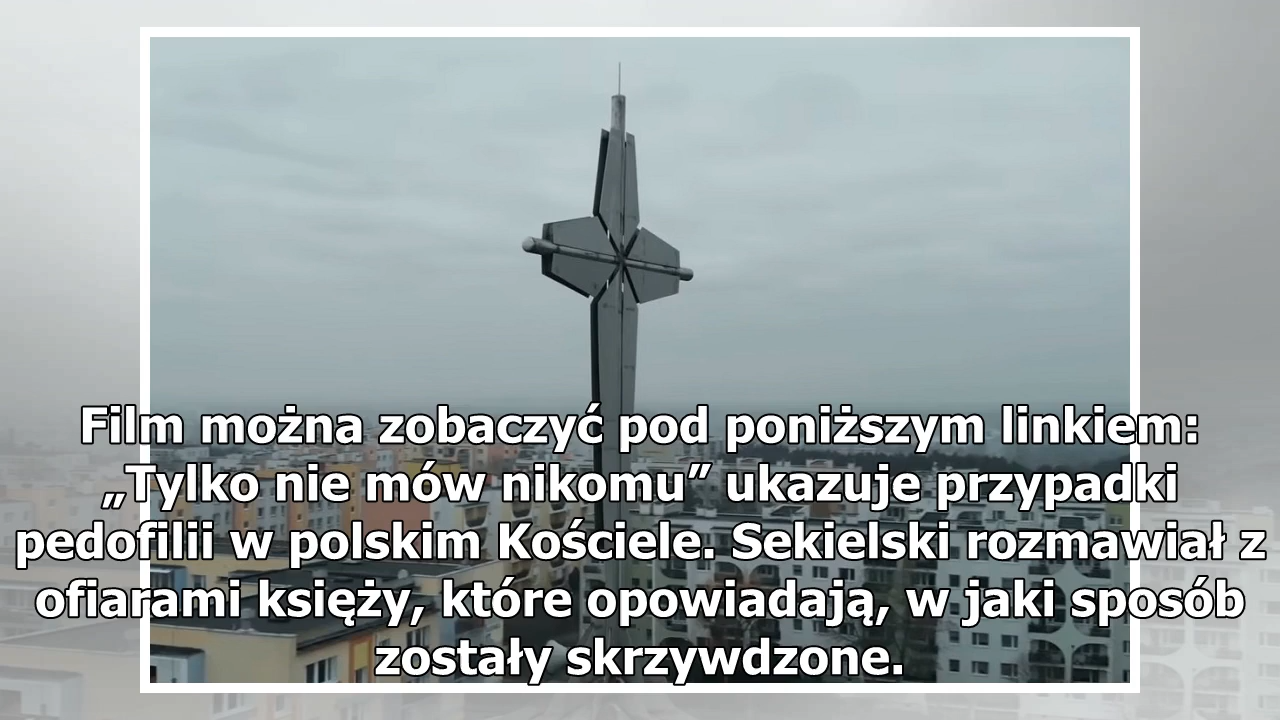 Film można zobaczyć pod poniższym linkiem:
„Tylko nie mów nikomu” ukazuje przypadki
pedofilii w polskim Kościele. Sekielski rozmawiał z
ofiarami księży, które opowiadają, w jaki sposób
zostały skrzywdzone.